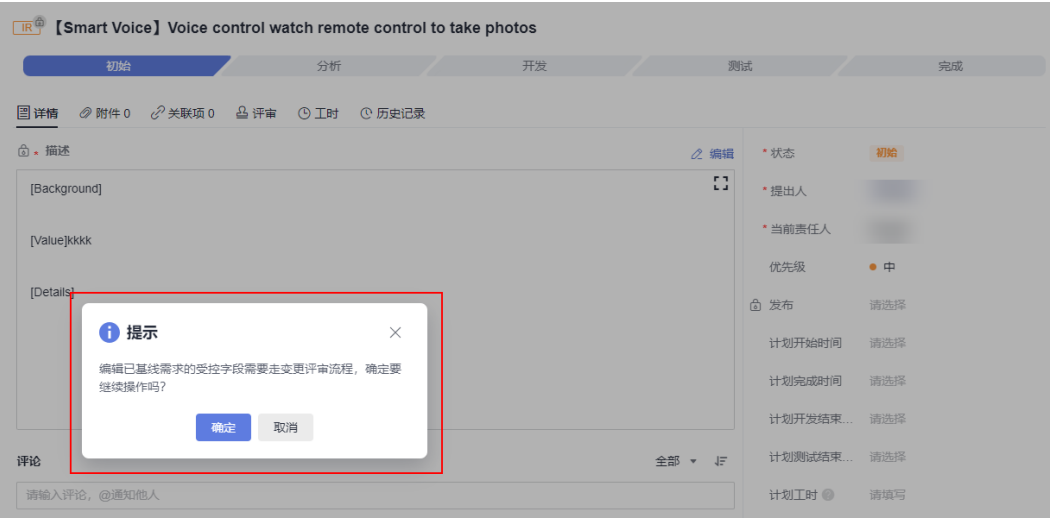 IR 【Smart Voice】Voice control watch remote control to take photos
初始 分析 开发 测试 完成
详情 附件 0 关联项 0 评审 工时 历史记录
* 描述 编辑
* 状态 初始
[Background]
* 提出人
* 当前责任人
[Value]kkkk
优先级 中
[Details]
发布 请选择
提示
计划开始时间 请选择
编辑已基线需求的受控字段需要走变更评审流程，确定要
继续操作吗?
计划完成时间 请选择
计划开发结束... 请选择
确定 取消
计划测试结束... 请选择
评论 全部
计划工时 请填写
请输入评论，@通知他人